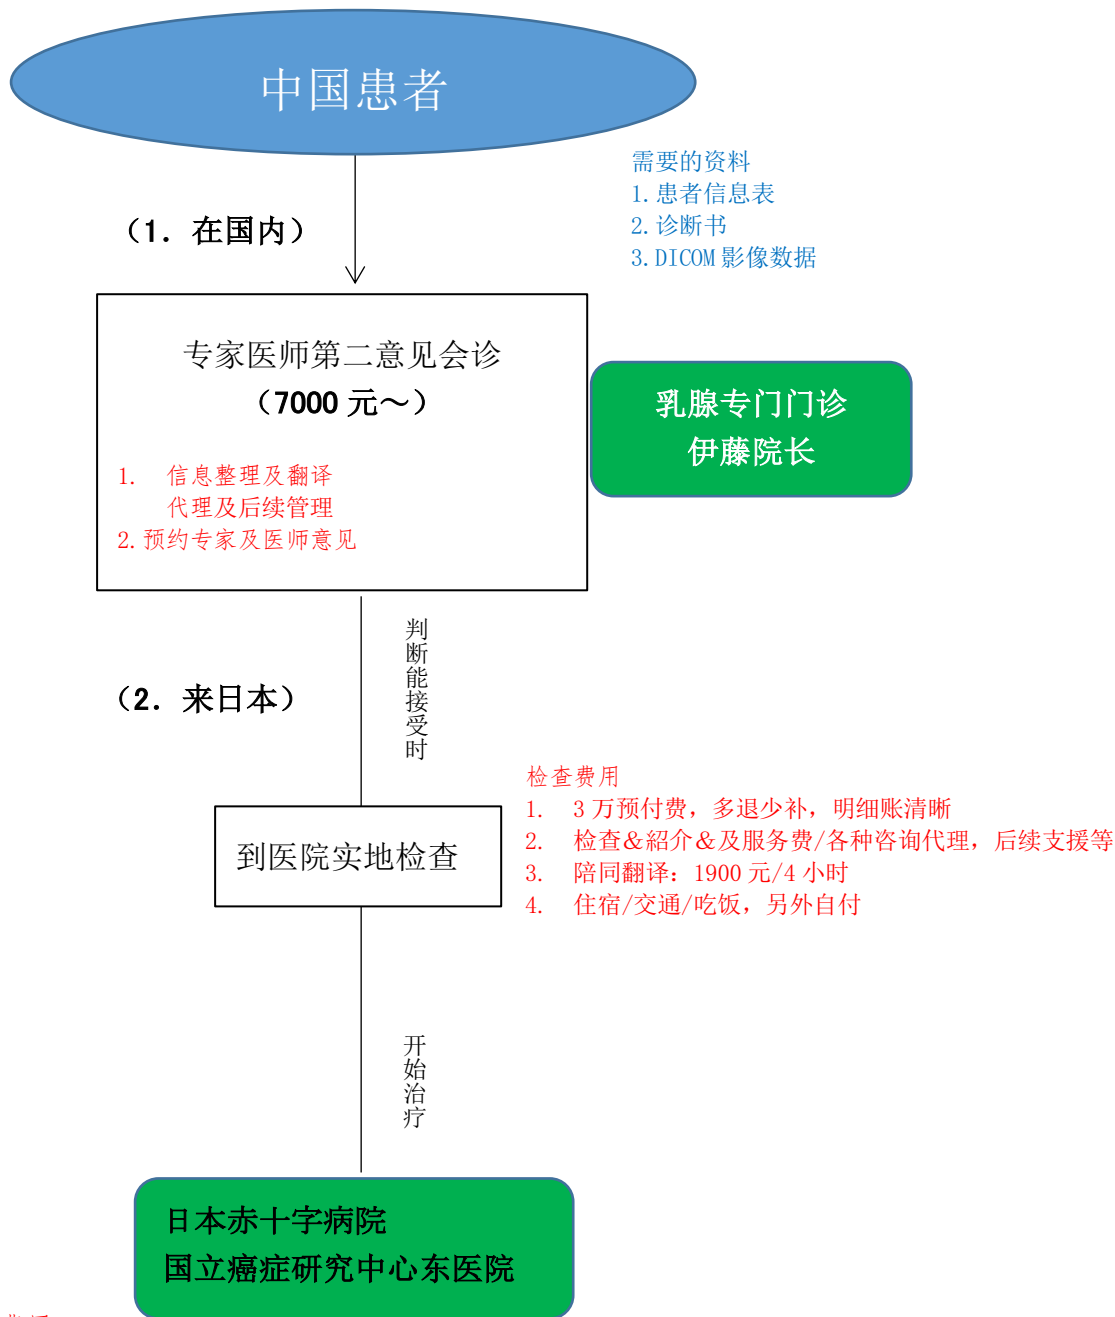 中国患者
需要的资料
1.患者信息表
2.诊断书
3.DICOM 影像数据
（1. 在国内）
专家医师第二意见会诊
（7000 元～）
1. 信息整理及翻译
代理及后续管理
2.预约专家及医师意见
乳腺专门门诊
伊藤院长
判断能接受时
（2. 来日本）
到医院实地检查
检查费用
1. 3 万预付费，多退少补，明细账清晰
2. 检查&紹介&及服务费/各种咨询代理，后续支援等
3. 陪同翻译：1900 元/4 小时
4. 住宿/交通/吃饭，另外自付
开始治疗
日本赤十字病院
国立癌症研究中心东医院